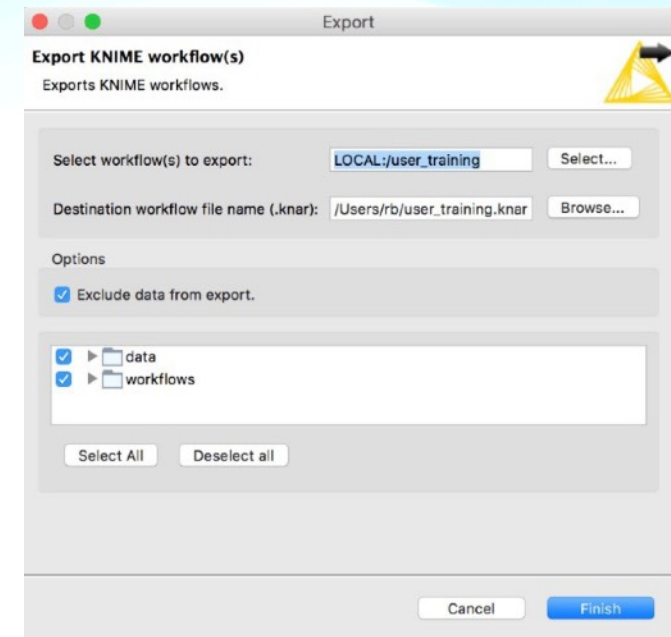 Export
Export KNIME workflow(s)
Exports KNIME workflows.
Select workflow(s) to export: LOCAL:/user_training Select...
Destination workflow file name (.knar): /Users/rb/user_training.knar Browse...
Options
Exclude data from export.
data
workflows
Select All Deselect all
Cancel Finish